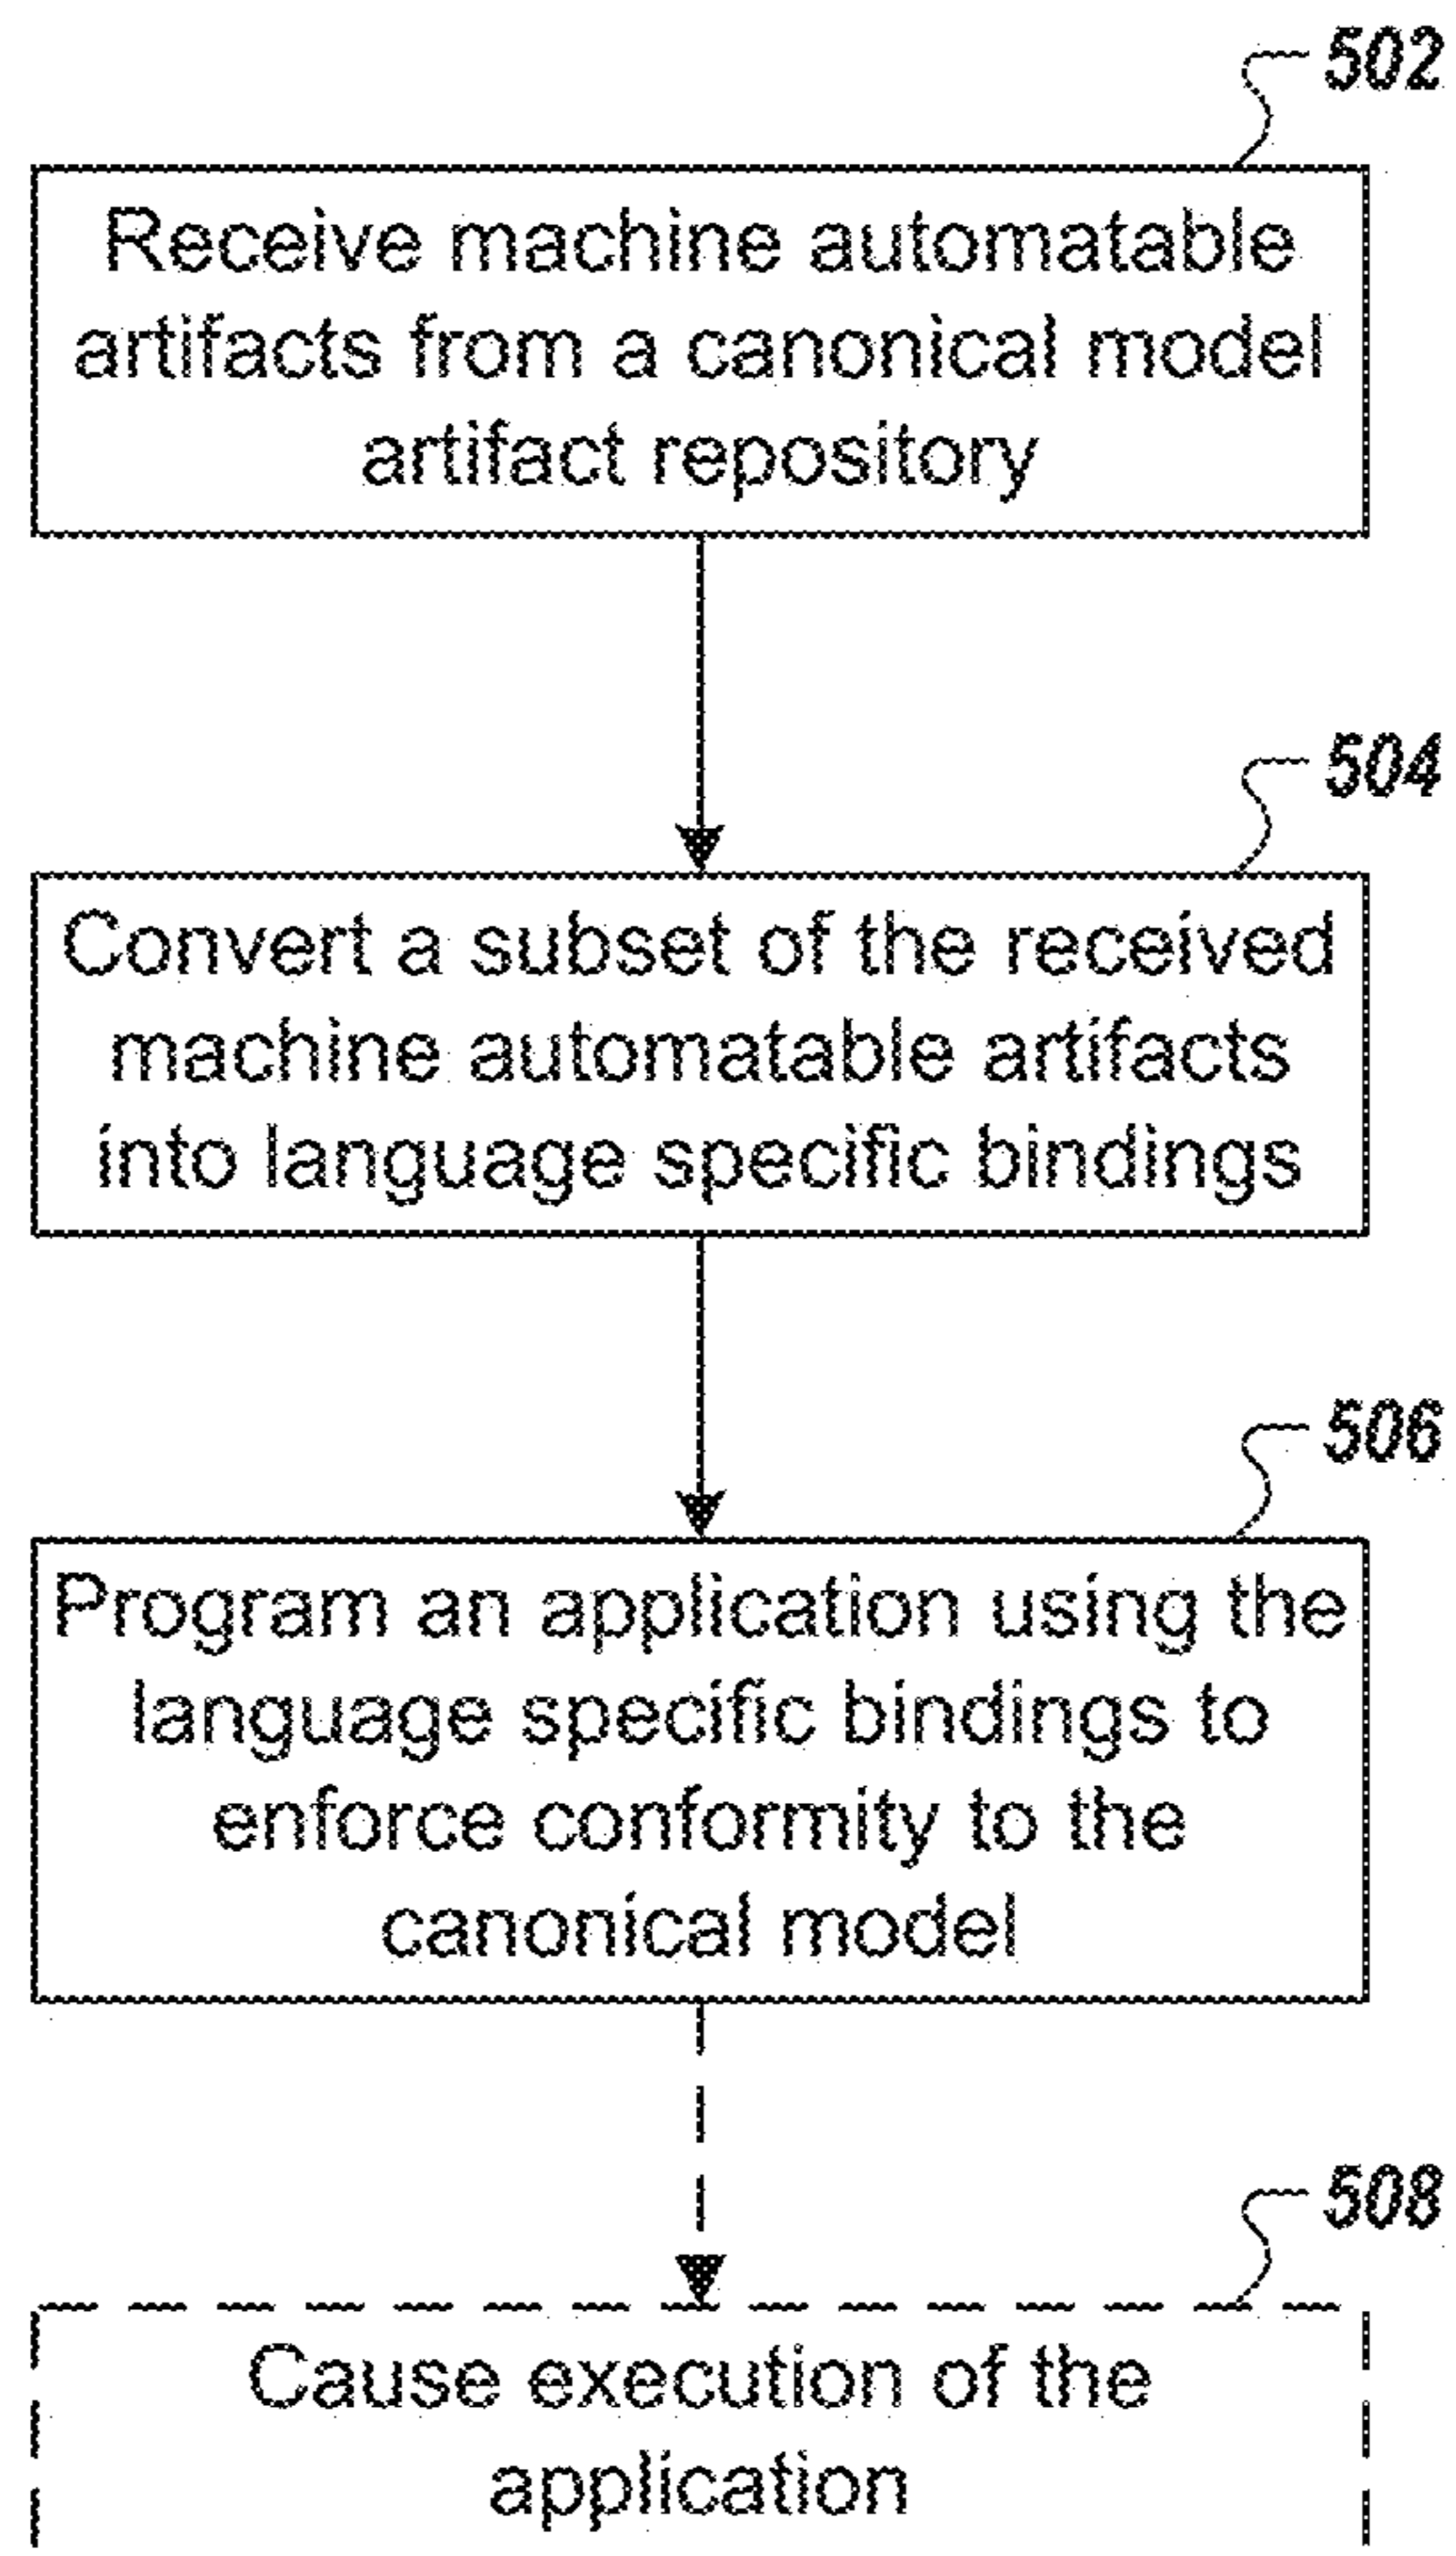 502
Receive machine automatable
artifacts from a canonical model
artifact repository
504
Convert a subset of the received
machine automatable artifacts
into language specific bindings
506
Program an application using the
language specific bindings to
enforce conformity to the
canonical model
508
Cause execution of the
application